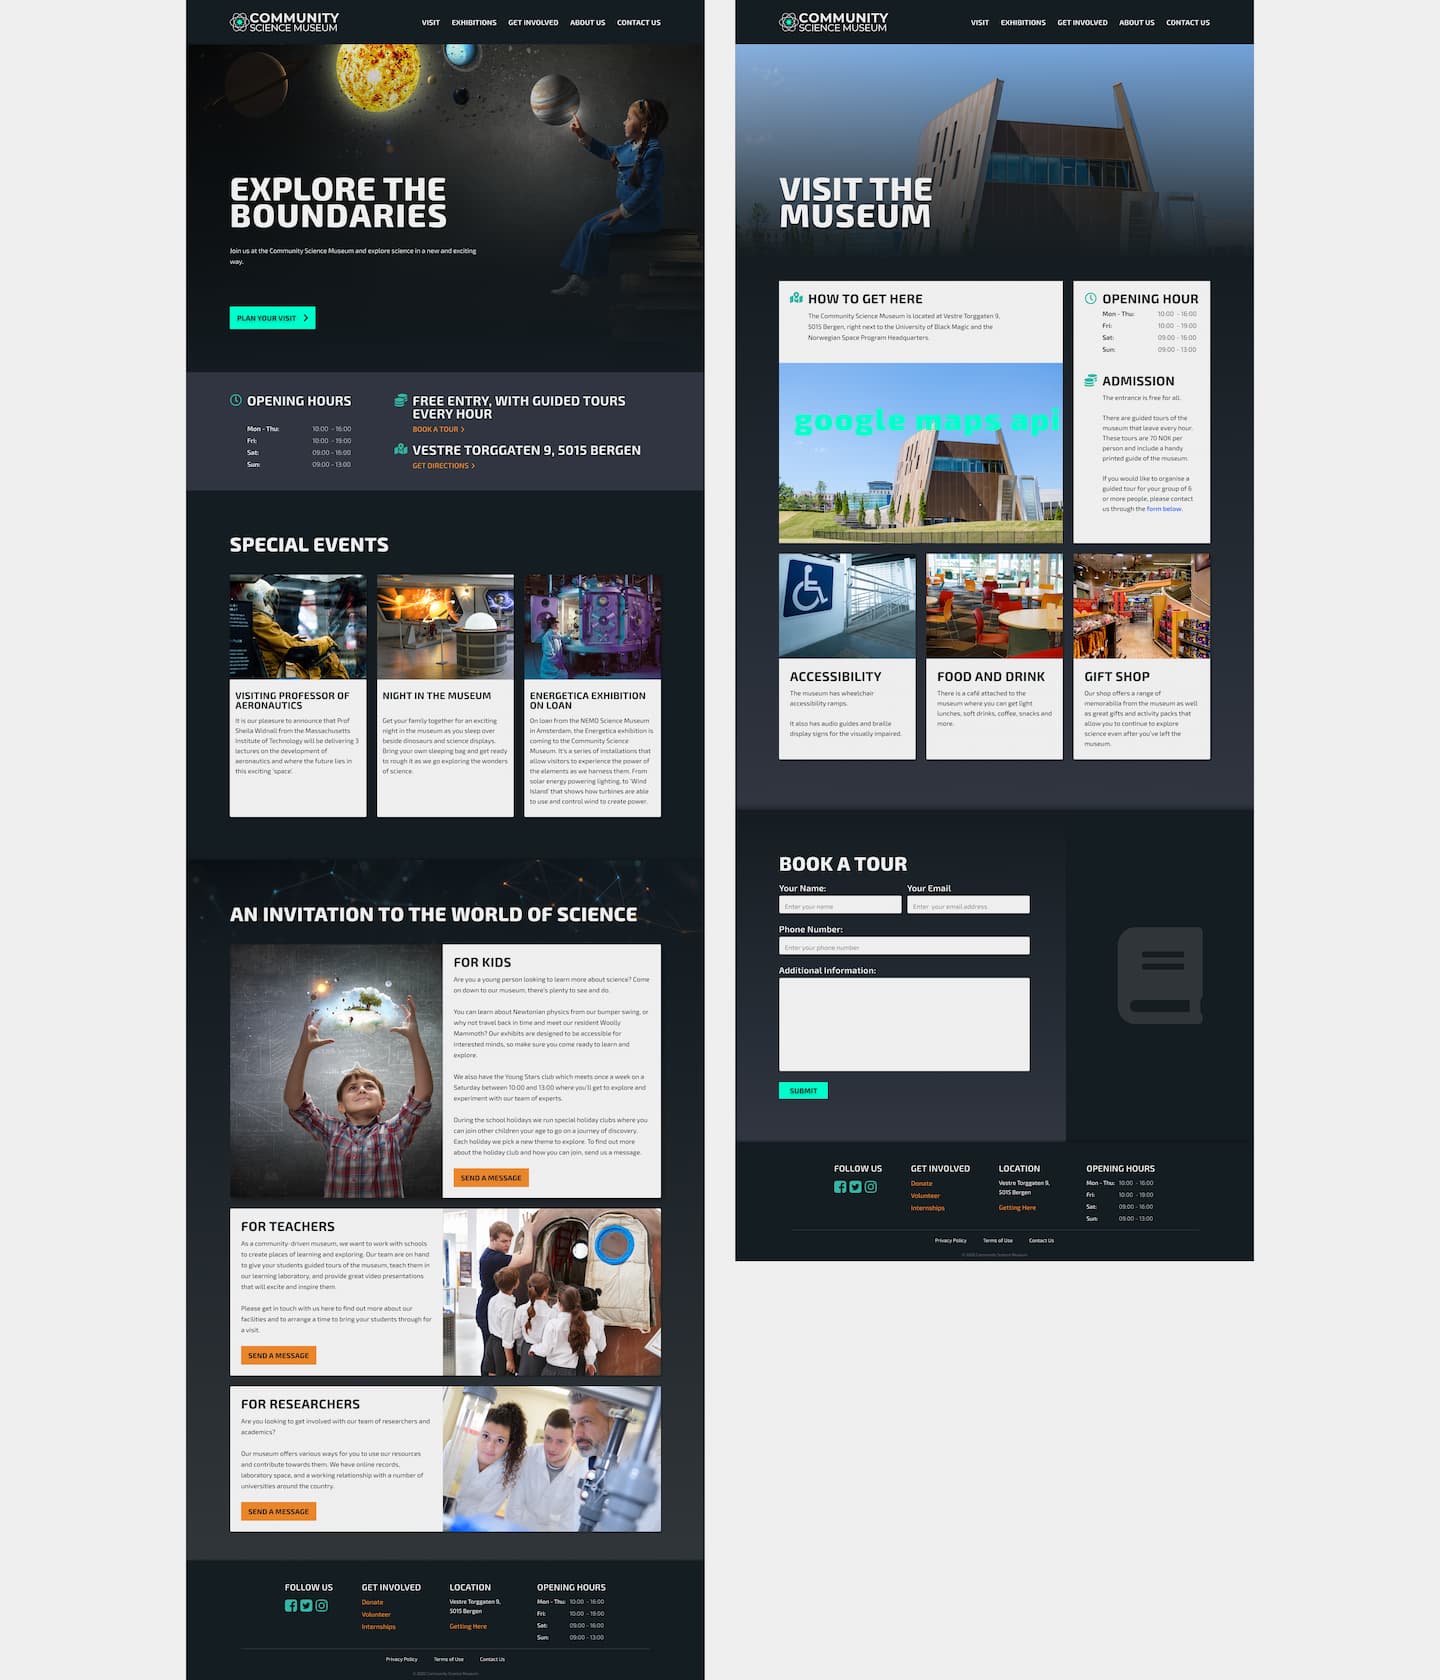 COMMUNITY
SCIENCE MUSEUM
VISIT EXHIBITIONS GET INVOLVED ABOUT US CONTACT US
EXPLORE THE
BOUNDARIES
Join us at the Community Science Museum and explore science in a new and exciting
way.
PLAN YOUR VISIT
OPENING HOURS
Mon - Thu: 10:00 - 16:00
Fri: 10:00 - 19:00
Sat: 09:00 - 16:00
Sun: 09:00 - 13:00
FREE ENTRY, WITH GUIDED TOURS
EVERY HOUR
BOOK A TOUR
VESTRE TORGGATEN 9, 5015 BERGEN
GET DIRECTIONS
SPECIAL EVENTS
VISITING PROFESSOR OF
AERONAUTICS
It is our pleasure to announce that Prof
Sheila Widnall from the Massachusetts
Institute of Technology will be delivering 3
lectures on the development of
aeronautics and where the future lies in
this exciting 'space'.
NIGHT IN THE MUSEUM
Get your family together for an exciting
night in the museum as you sleep over
beside dinosaurs and science displays.
Bring your own sleeping bag and get ready
to rough it as we go exploring the wonders
of science.
ENERGETICA EXHIBITION
ON LOAN
On loan from the NEMO Science Museum
in Amsterdam, the Energetica exhibition is
coming to the Community Science
Museum. It's a series of installations that
allow visitors to experience the power of
the elements as we harness them. From
solar energy powering lighting, to 'Wind
Island' that shows how turbines are able
to use and control wind to create power.
AN INVITATION TO THE WORLD OF SCIENCE
FOR KIDS
Are you a young person looking to learn more about science? Come
on down to our museum, there's plenty to see and do.
You can learn about Newtonian physics from our bumper swing, or
why not travel back in time and meet our resident Woolly
Mammoth? Our exhibits are designed to be accessible for
interested minds, so make sure you come ready to learn and
explore.
We also have the Young Stars club which meets once a week on a
Saturday between 10:00 and 13:00 where you'll get to explore and
experiment with our team of experts.
During the school holidays we run special holiday clubs where you
can join other children your age to go on a journey of discovery.
Each holiday we pick a new theme to explore. To find out more
about the holiday club and how you can join, send us a message.
SEND A MESSAGE
FOR TEACHERS
As a community-driven museum, we want to work with schools
to create places of learning and exploring. Our team are on hand
to give your students guided tours of the museum, teach them in
our learning laboratory, and provide great video presentations
that will excite and inspire them.
Please get in touch with us here to find out more about our
facilities and to arrange a time to bring your students through for
a visit.
SEND A MESSAGE
FOR RESEARCHERS
Are you looking to get involved with our team of researchers and
academics?
Our museum offers various ways for you to use our resources
and contribute towards them. We have online records,
laboratory space, and a working relationship with a number of
universities around the country.
SEND A MESSAGE
FOLLOW US
GET INVOLVED
Donate
Volunteer
Internships
LOCATION
Vestre Torggaten 9,
5015 Bergen
Getting Here
OPENING HOURS
Mon - Thu: 10:00 - 16:00
Fri: 10:00 - 19:00
Sat: 09:00 - 16:00
Sun: 09:00 - 13:00
Privacy Policy Terms of Use Contact Us
© 2020 Community Science Museum
COMMUNITY
SCIENCE MUSEUM
VISIT EXHIBITIONS GET INVOLVED ABOUT US CONTACT US
VISIT THE
MUSEUM
HOW TO GET HERE
The Community Science Museum is located at Vestre Torggaten 9,
5015 Bergen, right next to the University of Black Magic and the
Norwegian Space Program Headquarters.
google maps api
OPENING HOUR
Mon - Thu: 10:00 - 16:00
Fri: 10:00 - 19:00
Sat: 09:00 - 16:00
Sun: 09:00 - 13:00
ADMISSION
The entrance is free for all.
There are guided tours of the
museum that leave every hour.
These tours are 70 NOK per
person and include a handy
printed guide of the museum.
If you would like to organise a
guided tour for your group of 6
or more people, please contact
us through the form below.
ACCESSIBILITY
The museum has wheelchair
accessibility ramps.
It also has audio guides and braille
display signs for the visually impaired.
FOOD AND DRINK
There is a café attached to the
museum where you can get light
lunches, soft drinks, coffee, snacks and
more.
GIFT SHOP
Our shop offers a range of
memorabilia from the museum as well
as great gifts and activity packs that
allow you to continue to explore
science even after you've left the
museum.
BOOK A TOUR
Your Name: Your Email
Enter your name Enter your email address
Phone Number:
Enter your phone number
Additional Information:
SUBMIT
FOLLOW US
GET INVOLVED
Donate
Volunteer
Internships
LOCATION
Vestre Torggaten 9,
5015 Bergen
Getting Here
OPENING HOURS
Mon - Thu: 10:00 - 16:00
Fri: 10:00 - 19:00
Sat: 09:00 - 16:00
Sun: 09:00 - 13:00
Privacy Policy Terms of Use Contact Us
© 2020 Community Science Museum